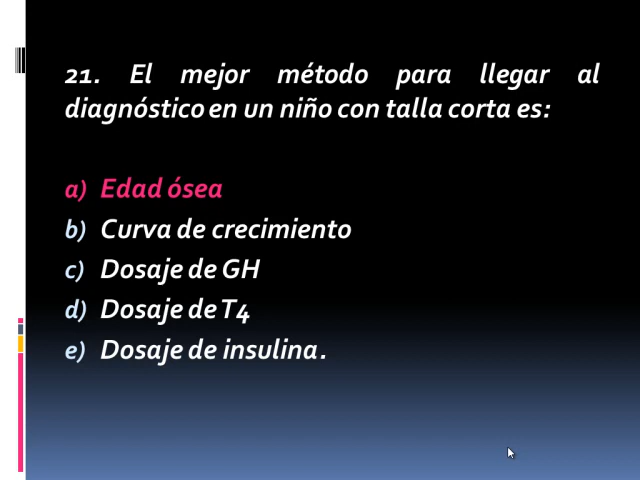 21. El mejor método para llegar al
diagnóstico en un niño con talla corta es:
a) Edad ósea
b) Curva de crecimiento
c) Dosaje de GH
d) Dosaje de T4
e) Dosaje de insulina.